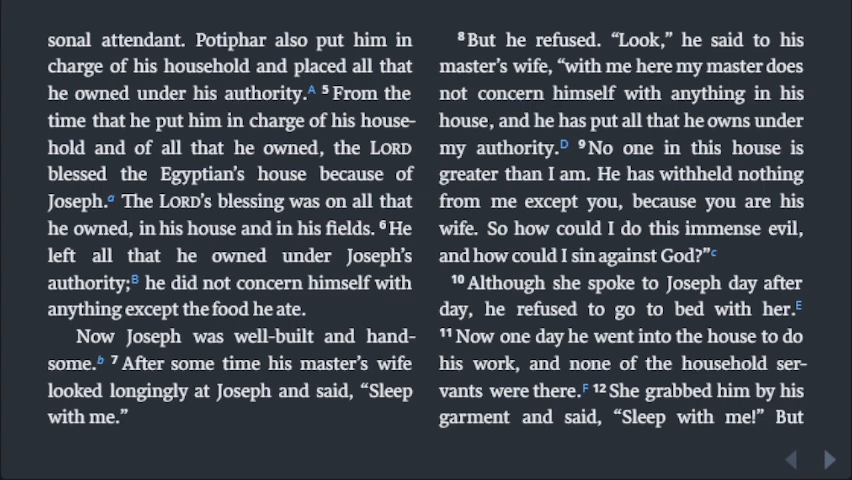 sonal attendant. Potiphar also put him in
charge of his household and placed all that
he owned under his authority.A 5 From the
time that he put him in charge of his house-
hold and of all that he owned, the LORD
blessed the Egyptian’s house because of
Joseph.a The LORD’s blessing was on all that
he owned, in his house and in his fields. 6 He
left all that he owned under Joseph’s
authority;B he did not concern himself with
anything except the food he ate.
Now Joseph was well-built and hand-
some.b 7 After some time his master’s wife
looked longingly at Joseph and said, “Sleep
with me.”
8 But he refused. “Look,” he said to his
master’s wife, “with me here my master does
not concern himself with anything in his
house, and he has put all that he owns under
my authority.D 9 No one in this house is
greater than I am. He has withheld nothing
from me except you, because you are his
wife. So how could I do this immense evil,
and how could I sin against God?”c
10 Although she spoke to Joseph day after
day, he refused to go to bed with her.E
11 Now one day he went into the house to do
his work, and none of the household ser-
vants were there.F 12 She grabbed him by his
garment and said, “Sleep with me!” But